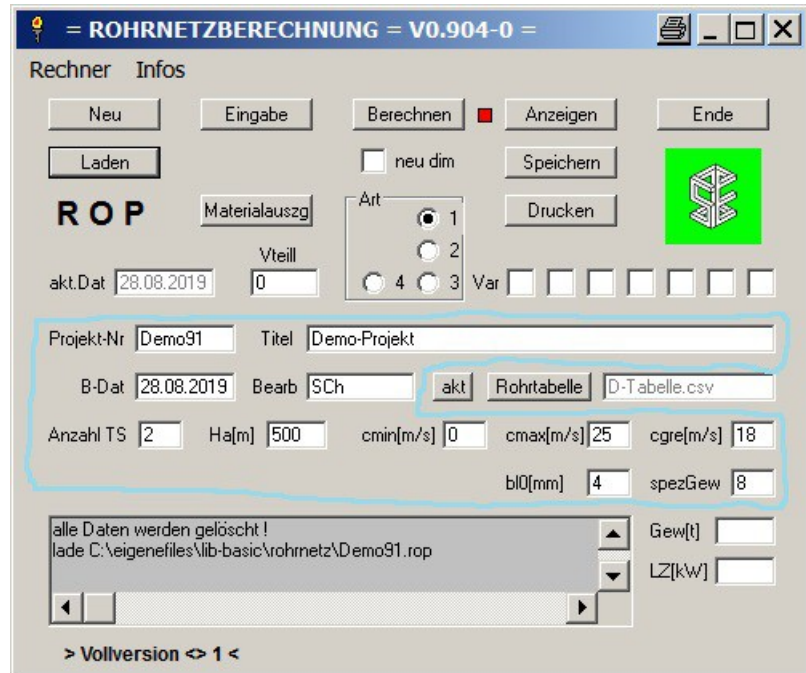 = ROHRNETZBERECHNUNG = V0.904-0 =
Rechner Infos
Neu Eingabe Berechnen Anzeigen Ende
Laden neu dim Speichern
R O P Materialauszg Art 1 Drucken
Vteill 2
akt.Dat 28.08.2019 0 4 3 Var
Projekt-Nr Demo91 Titel Demo-Projekt
B-Dat 28.08.2019 Bearb SCh akt Rohrtabelle D-Tabelle.csv
Anzahl TS 2 Ha[m] 500 cmin[m/s] 0 cmax[m/s] 25 cgre[m/s] 18
bl0[mm] 4 spezGew 8
alle Daten werden gelöscht !
lade C:\eigenefiles\lib-basic\rohrnetz\Demo91.rop
Gew[t]
LZ[kW]
> Vollversion <> 1 <